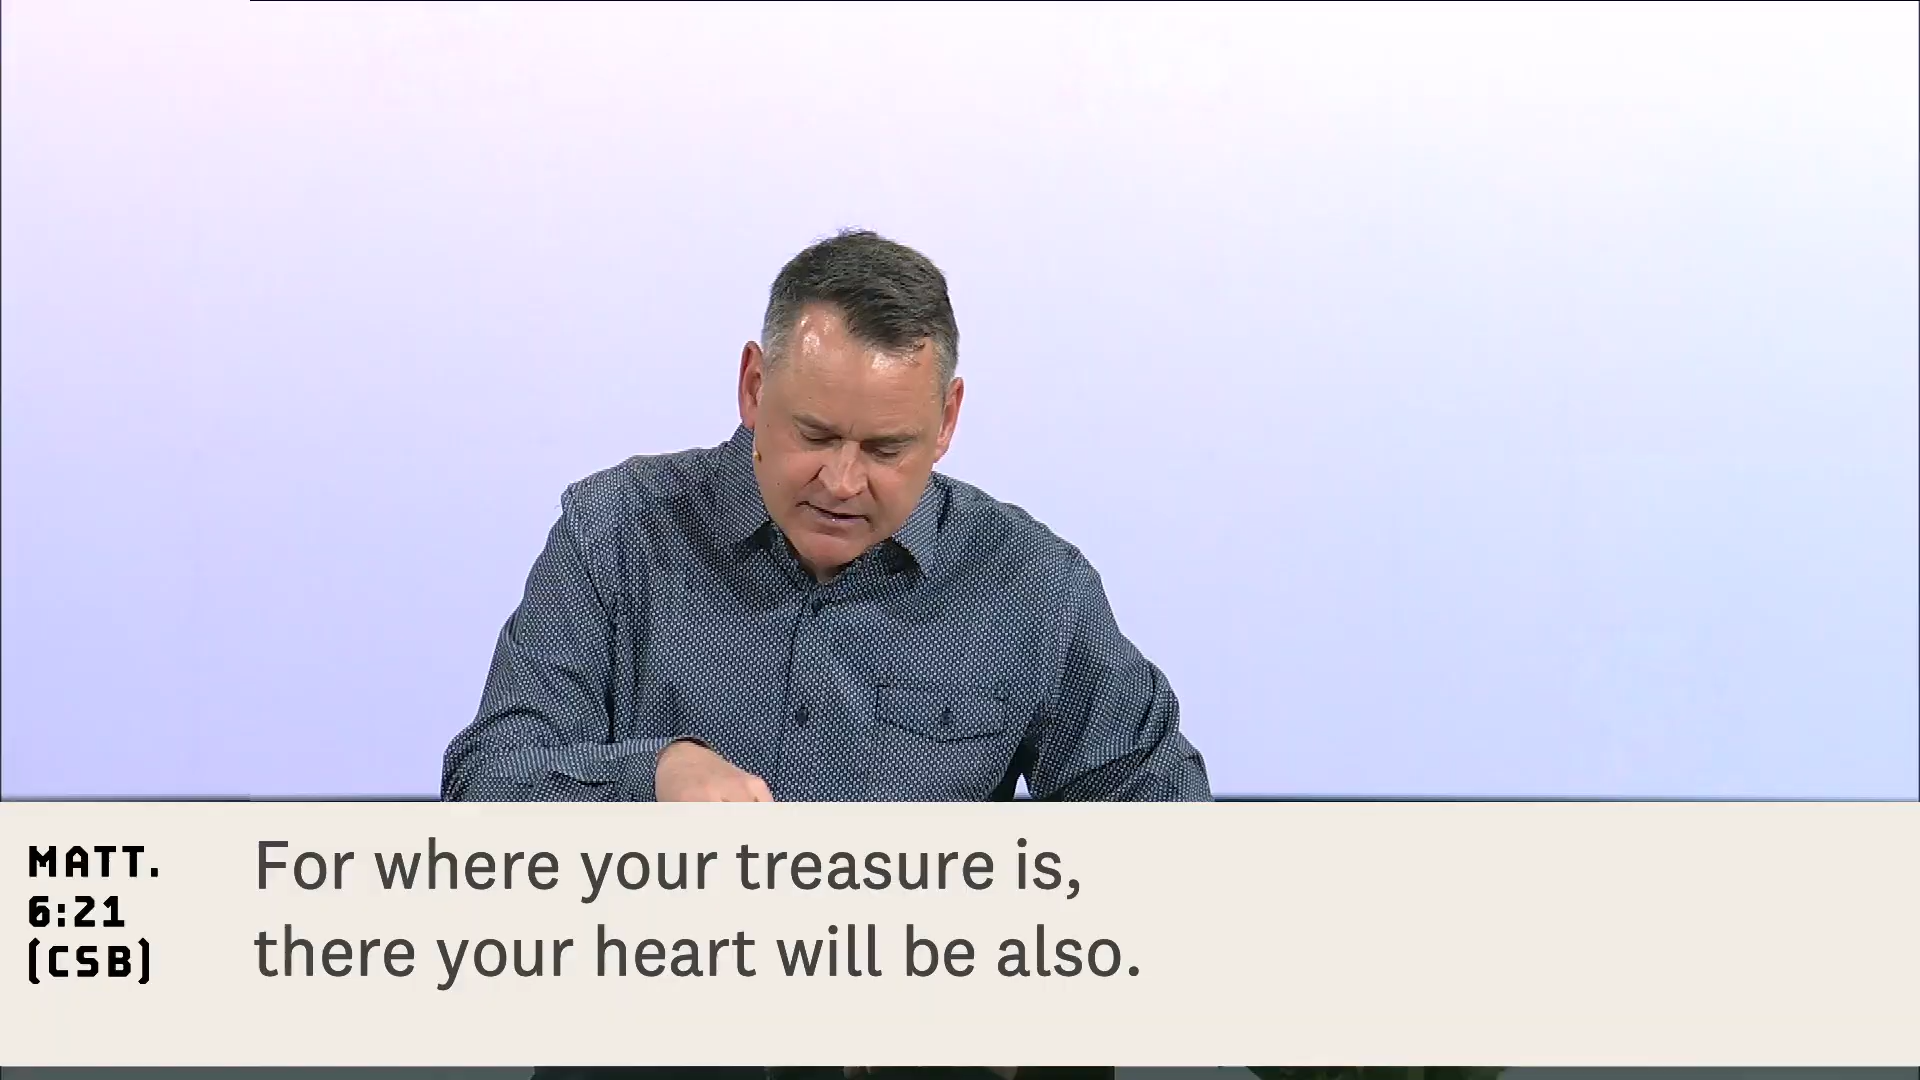 MATT.
6:21
(CSB)
For where your treasure is,
there your heart will be also.